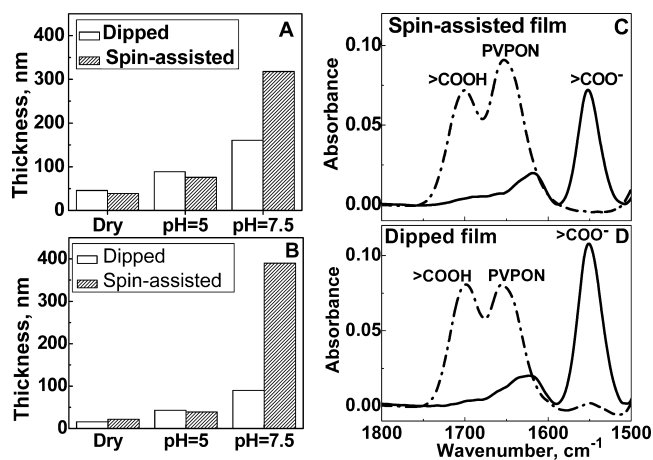 A
Dipped
Spin-assisted
Thickness, nm
400
300
200
100
0
Dry pH=5 pH=7.5
B
Dipped
Spin-assisted
Thickness, nm
400
300
200
100
0
Dry pH=5 pH=7.5
Spin-assisted film C
PVPON
>COOH >COO⁻
Absorbance
0.10
0.05
0.00
Dipped film D
>COO⁻
>COOH PVPON
Absorbance
0.10
0.05
0.00
1800 1700 1600 1500
Wavenumber, cm⁻¹